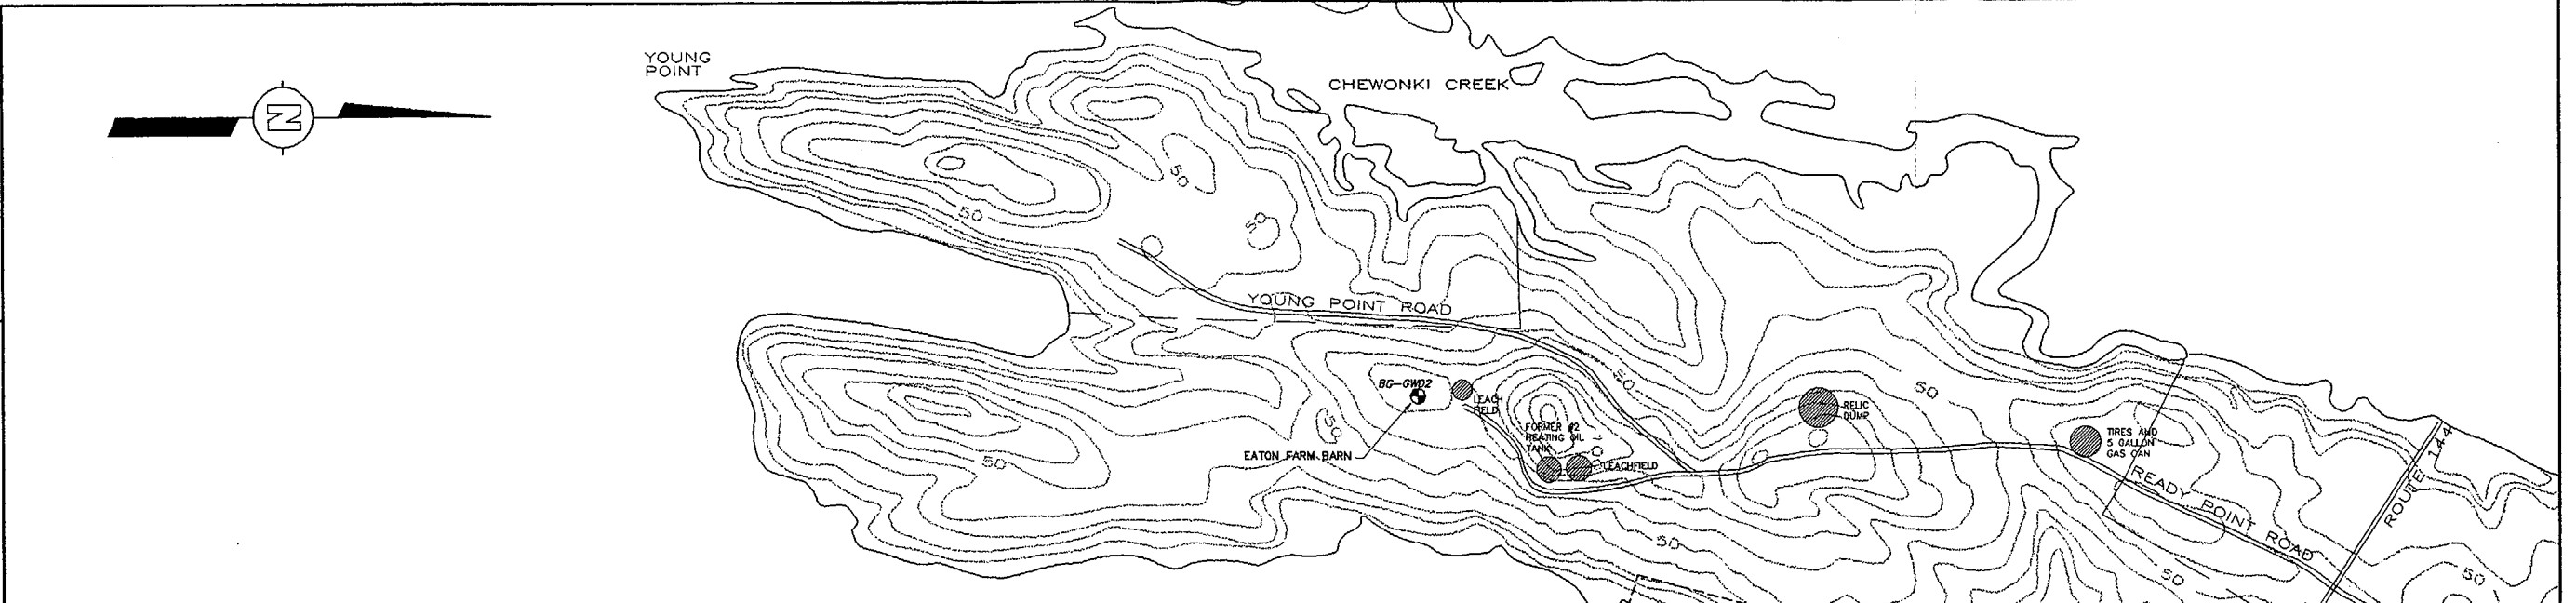 YOUNG
POINT
N
CHEWONKI CREEK
50
50
50
YOUNG POINT ROAD
BG-GW02
LEACH
FIELD
50
50
50
RELIC
DUMP
FORMER #2
HEATING OIL
TANK
EATON FARM BARN
LEACHFIELD
50
TIRES AND
5 GALLON
GAS CAN
READY POINT ROAD
ROUTE 144
50
50
50